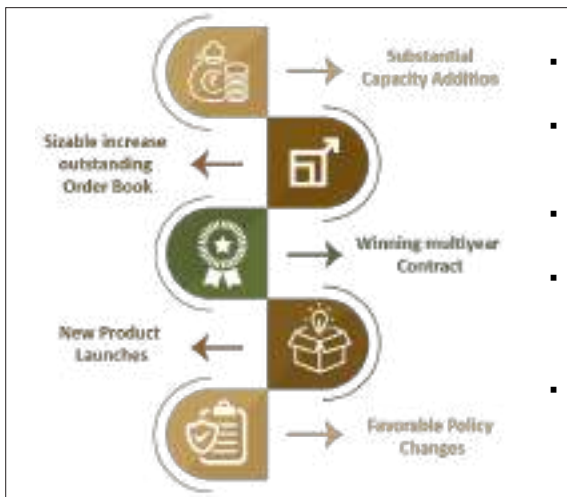 Substantial
Capacity Addition
Sizable increase
outstanding
Order Book
Winning multiyear
Contract
New Product
Launches
Favorable Policy
Changes